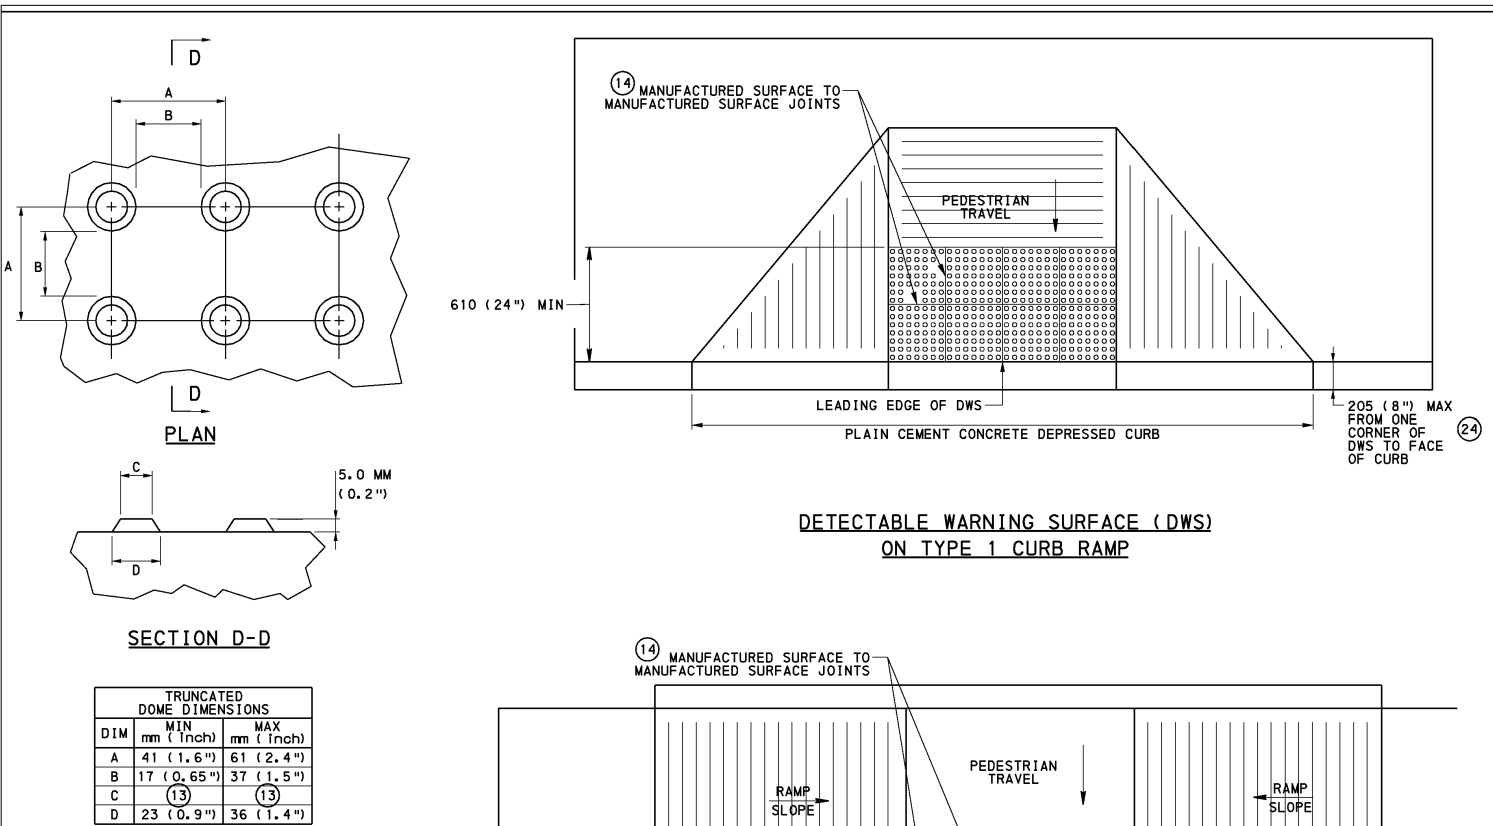 D
A
B
A
B
D
PLAN
C
5.0 MM
(0.2")
D
SECTION D-D
TRUNCATED
DOME DIMENSIONS
DIM MIN mm (inch) MAX mm (inch)
A 41 (1.6") 61 (2.4")
B 17 (0.65") 37 (1.5")
C 13 13
D 23 (0.9") 36 (1.4")
14 MANUFACTURED SURFACE TO
MANUFACTURED SURFACE JOINTS
PEDESTRIAN
TRAVEL
610 (24") MIN
LEADING EDGE OF DWS
PLAIN CEMENT CONCRETE DEPRESSED CURB
205 (8") MAX
FROM ONE
CORNER OF
DWS TO FACE
OF CURB
24
DETECTABLE WARNING SURFACE (DWS)
ON TYPE 1 CURB RAMP
14 MANUFACTURED SURFACE TO
MANUFACTURED SURFACE JOINTS
PEDESTRIAN
TRAVEL
RAMP
SLOPE
RAMP
SLOPE